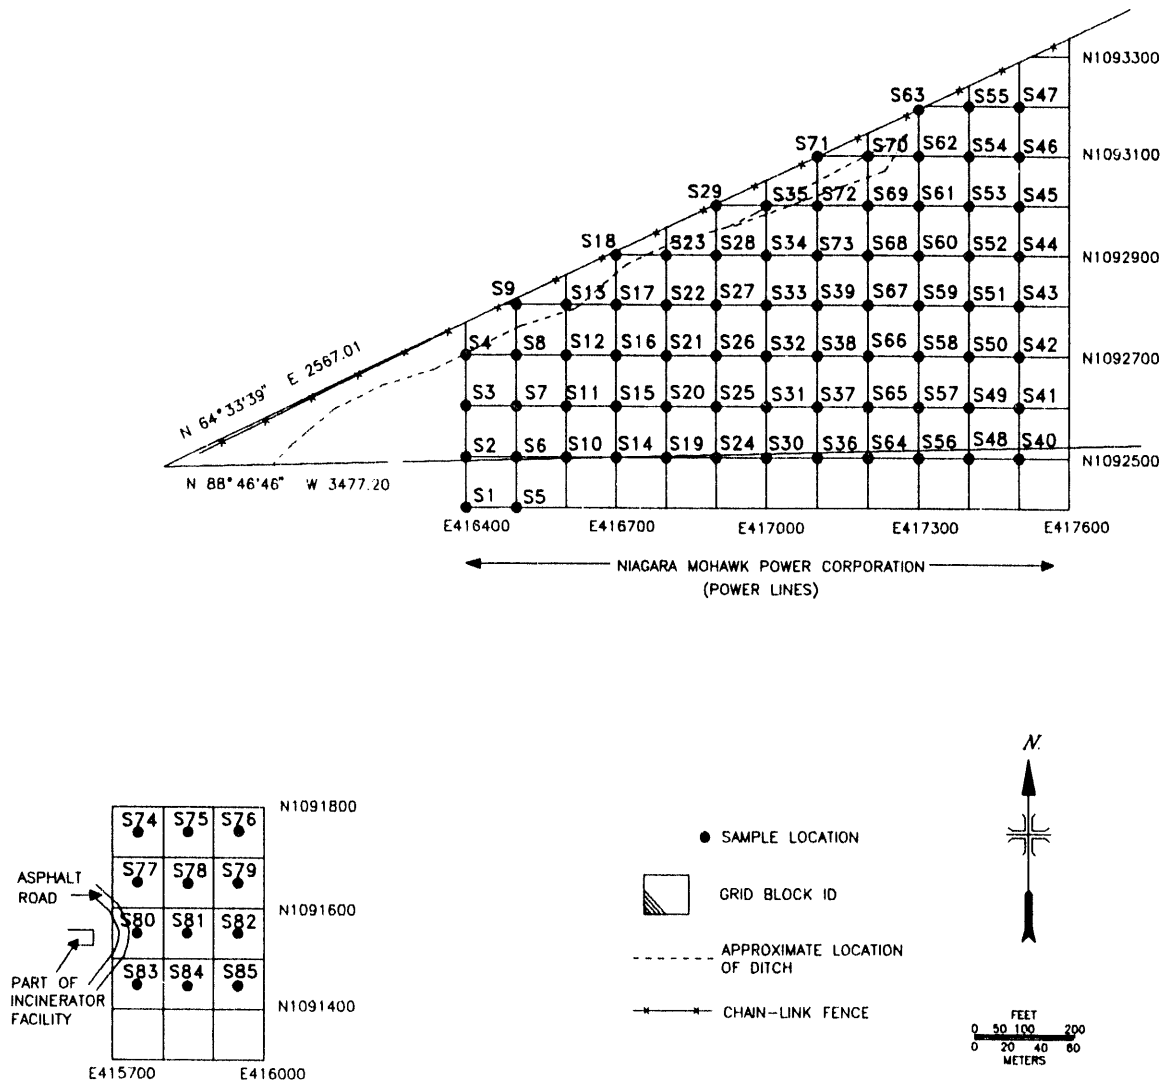 N1093300
S63 S55 S47
S71 S70 S62 S54 S46
N1093100
S29 S35 S72 S69 S61 S53 S45
S18 S23 S28 S34 S73 S68 S60 S52 S44
N1092900
S9 S13 S17 S22 S27 S33 S39 S67 S59 S51 S43
S4 S8 S12 S16 S21 S26 S32 S38 S66 S58 S50 S42
N1092700
N 64°33'39" E 2567.01
S3 S7 S11 S15 S20 S25 S31 S37 S65 S57 S49 S41
S2 S6 S10 S14 S19 S24 S30 S36 S64 S56 S48 S40
N1092500
N 88°46'46" W 3477.20
S1 S5
E416400 E416700 E417000 E417300 E417600
NIAGARA MOHAWK POWER CORPORATION
(POWER LINES)
N
N1091800
S74 S75 S76
S77 S78 S79
ASPHALT
ROAD
N1091600
S80 S81 S82
S83 S84 S85
PART OF
INCINERATOR
FACILITY
N1091400
E415700 E416000
SAMPLE LOCATION
GRID BLOCK ID
APPROXIMATE LOCATION
OF DITCH
CHAIN-LINK FENCE
FEET
0 50 100 200
0 20 40 60
METERS